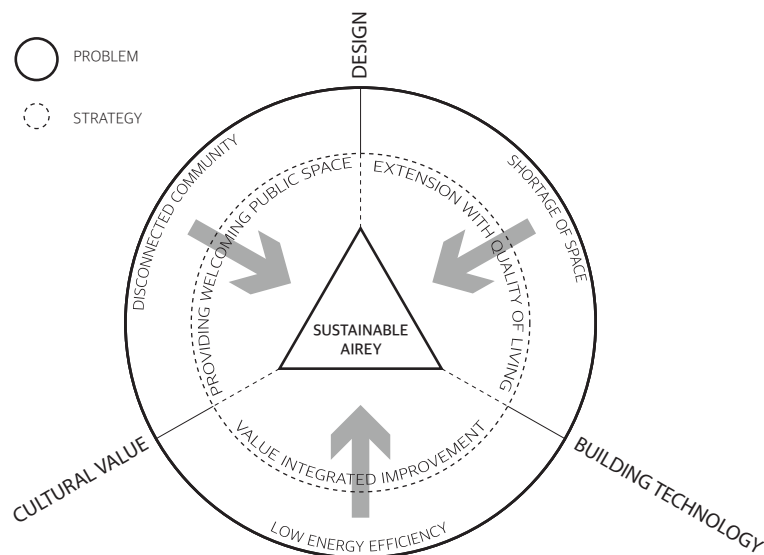 DESIGN
PROBLEM
STRATEGY
DISCONNECTED COMMUNITY
SHORTAGE OF SPACE
PROVIDING WELCOMING PUBLIC SPACE
EXTENSION WITH QUALITY OF LIVING
SUSTAINABLE
AIREY
VALUE INTEGRATED IMPROVEMENT
LOW ENERGY EFFICIENCY
CULTURAL VALUE
BUILDING TECHNOLOGY